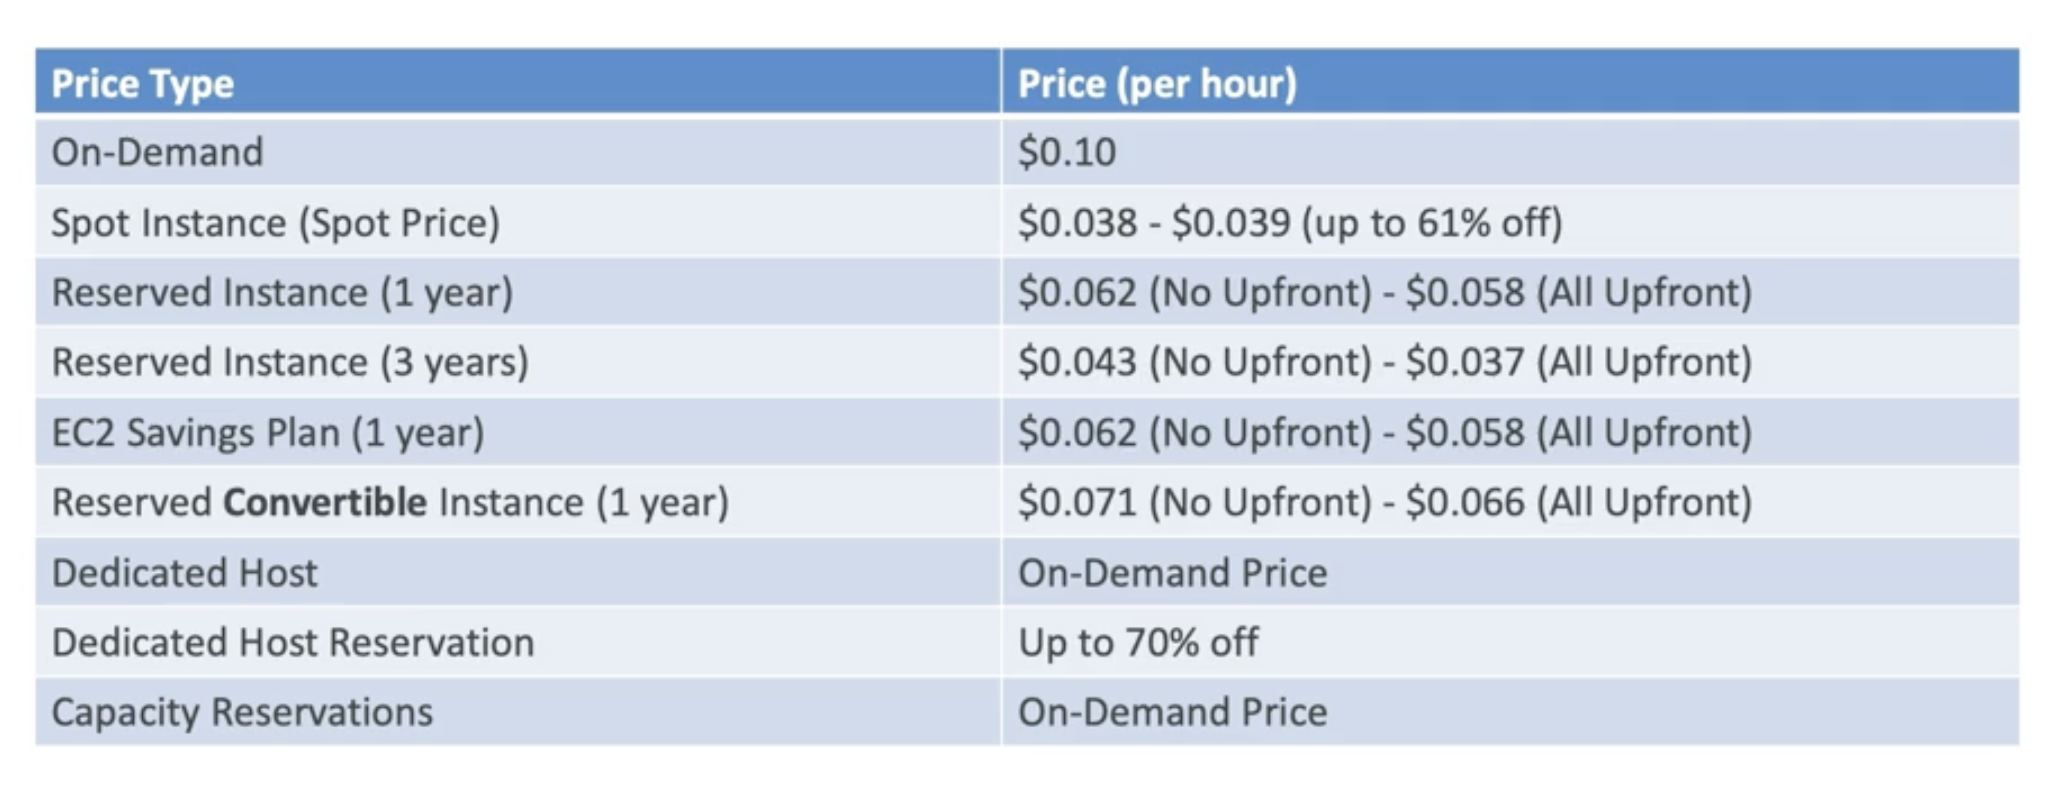 Price Type Price (per hour)
On-Demand $0.10
Spot Instance (Spot Price) $0.038 - $0.039 (up to 61% off)
Reserved Instance (1 year) $0.062 (No Upfront) - $0.058 (All Upfront)
Reserved Instance (3 years) $0.043 (No Upfront) - $0.037 (All Upfront)
EC2 Savings Plan (1 year) $0.062 (No Upfront) - $0.058 (All Upfront)
Reserved Convertible Instance (1 year) $0.071 (No Upfront) - $0.066 (All Upfront)
Dedicated Host On-Demand Price
Dedicated Host Reservation Up to 70% off
Capacity Reservations On-Demand Price